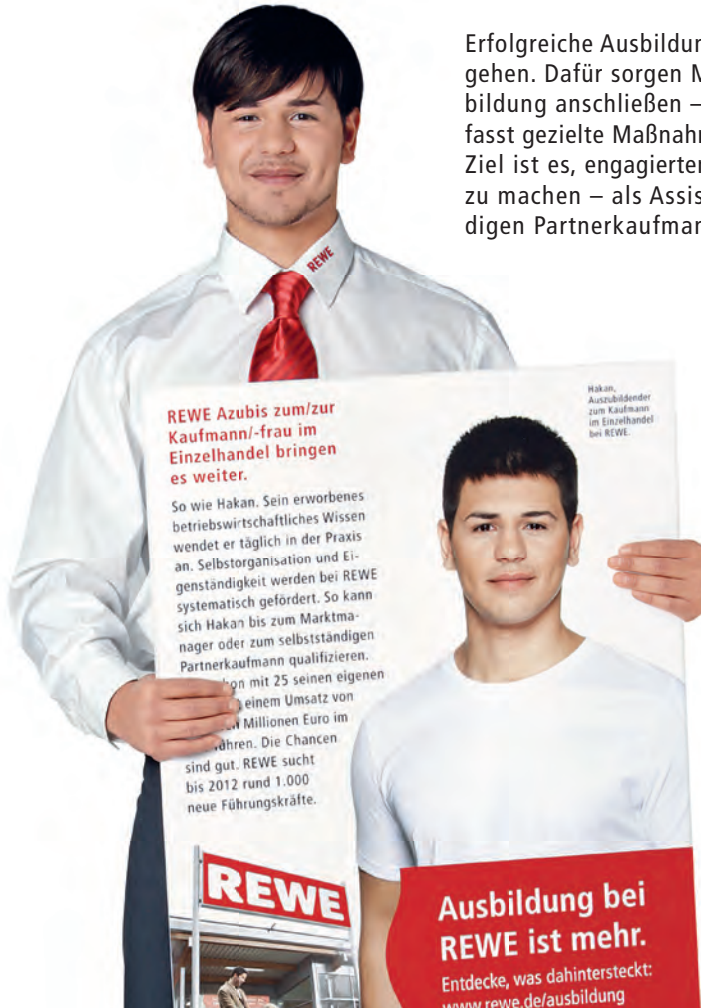 Erfolgreiche Ausbildun
gehen. Dafür sorgen M
bildung anschließen –
fasst gezielte Maßnahr
Ziel ist es, engagierter
zu machen – als Assis
digen Partnerkaufmar
REWE
Hakan,
Auszubildender
zum Kaufmann
im Einzelhandel
bei REWE.
REWE Azubis zum/zur
Kaufmann/-frau im
Einzelhandel bringen
es weiter.
So wie Hakan. Sein erworbenes
betriebswirtschaftliches Wissen
wendet er täglich in der Praxis
an. Selbstorganisation und Ei-
genständigkeit werden bei REWE
systematisch gefördert. So kann
sich Hakan bis zum Marktma-
nager oder zum selbstständigen
Partnerkaufmann qualifizieren.
on mit 25 seinen eigenen
einem Umsatz von
n Millionen Euro im
ühren. Die Chancen
sind gut. REWE sucht
bis 2012 rund 1.000
neue Führungskräfte.
REWE
Ausbildung bei
REWE ist mehr.
Entdecke, was dahintersteckt:
www.rewe.de/ausbildung